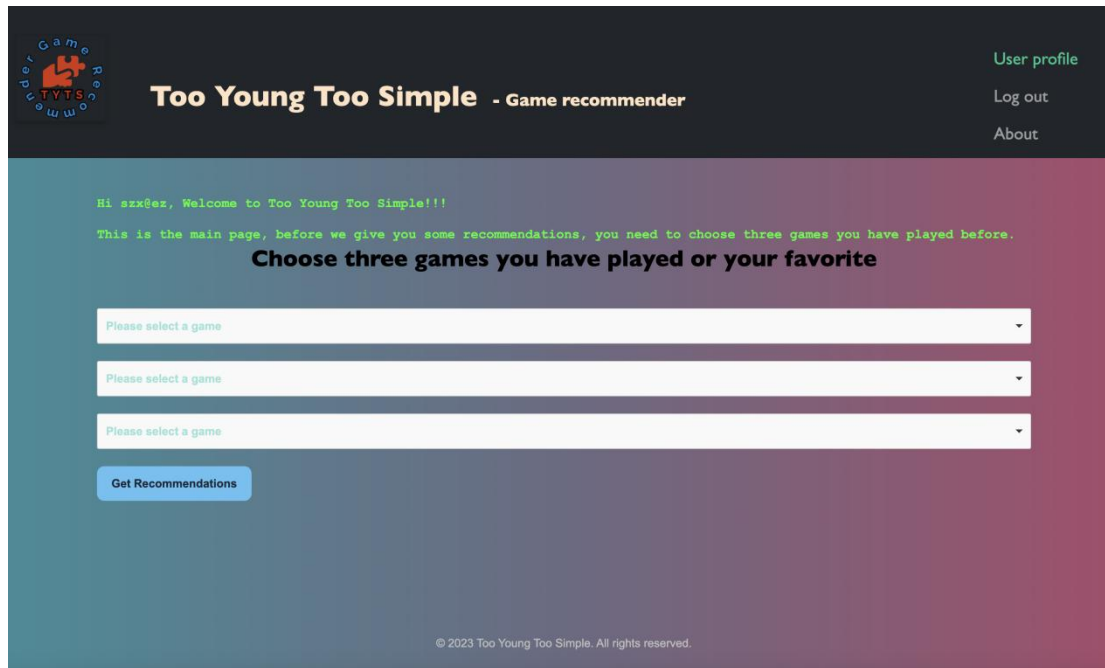 Game Recommender
TYTS
Too Young Too Simple - Game recommender
User profile
Log out
About
Hi szx@ez, Welcome to Too Young Too Simple!!!
This is the main page, before we give you some recommendations, you need to choose three games you have played before.
Choose three games you have played or your favorite
Please select a game
Please select a game
Please select a game
Get Recommendations
© 2023 Too Young Too Simple. All rights reserved.